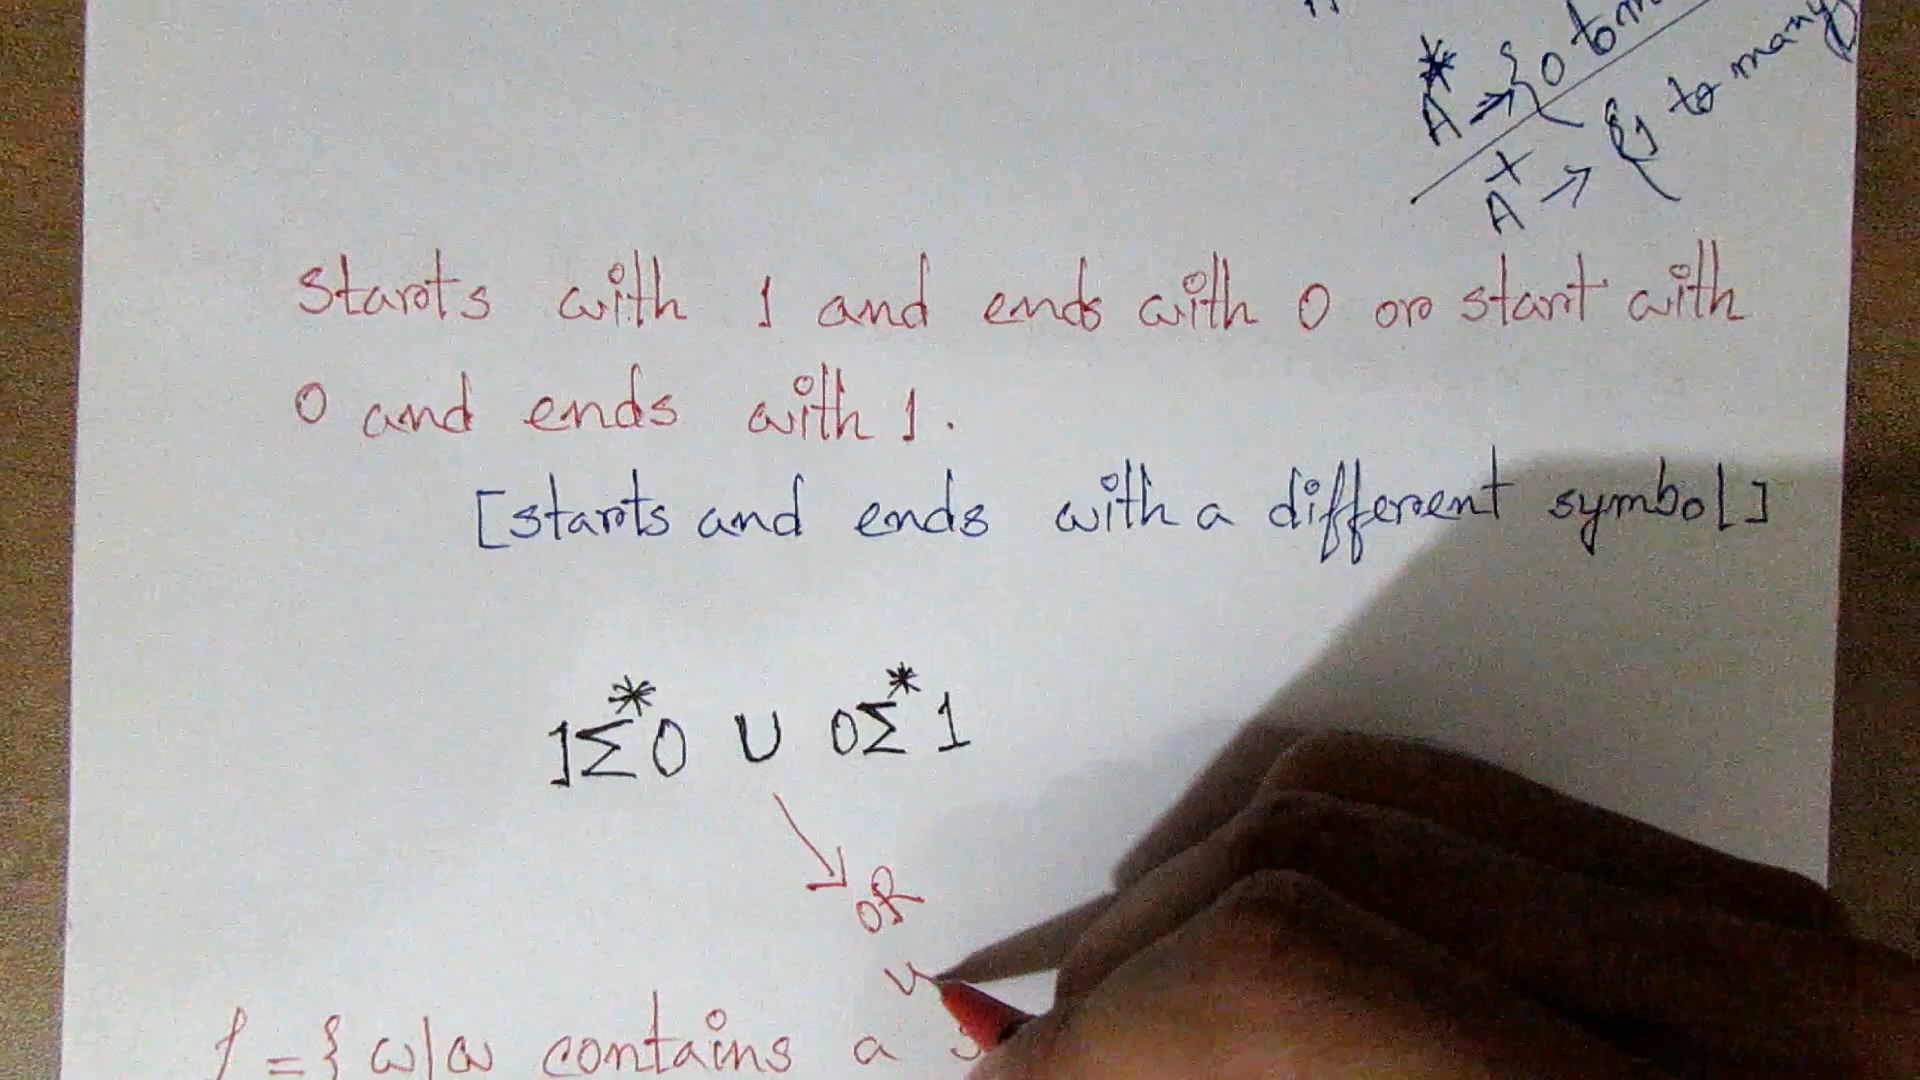 * A → { 0 to m
+ A → { 1 to many
starts with 1 and ends with 0 or start with
0 and ends with 1.
[starts and ends with a different symbol]
1Σ*0 U 0Σ*1
OR
U
= { w/w contains a